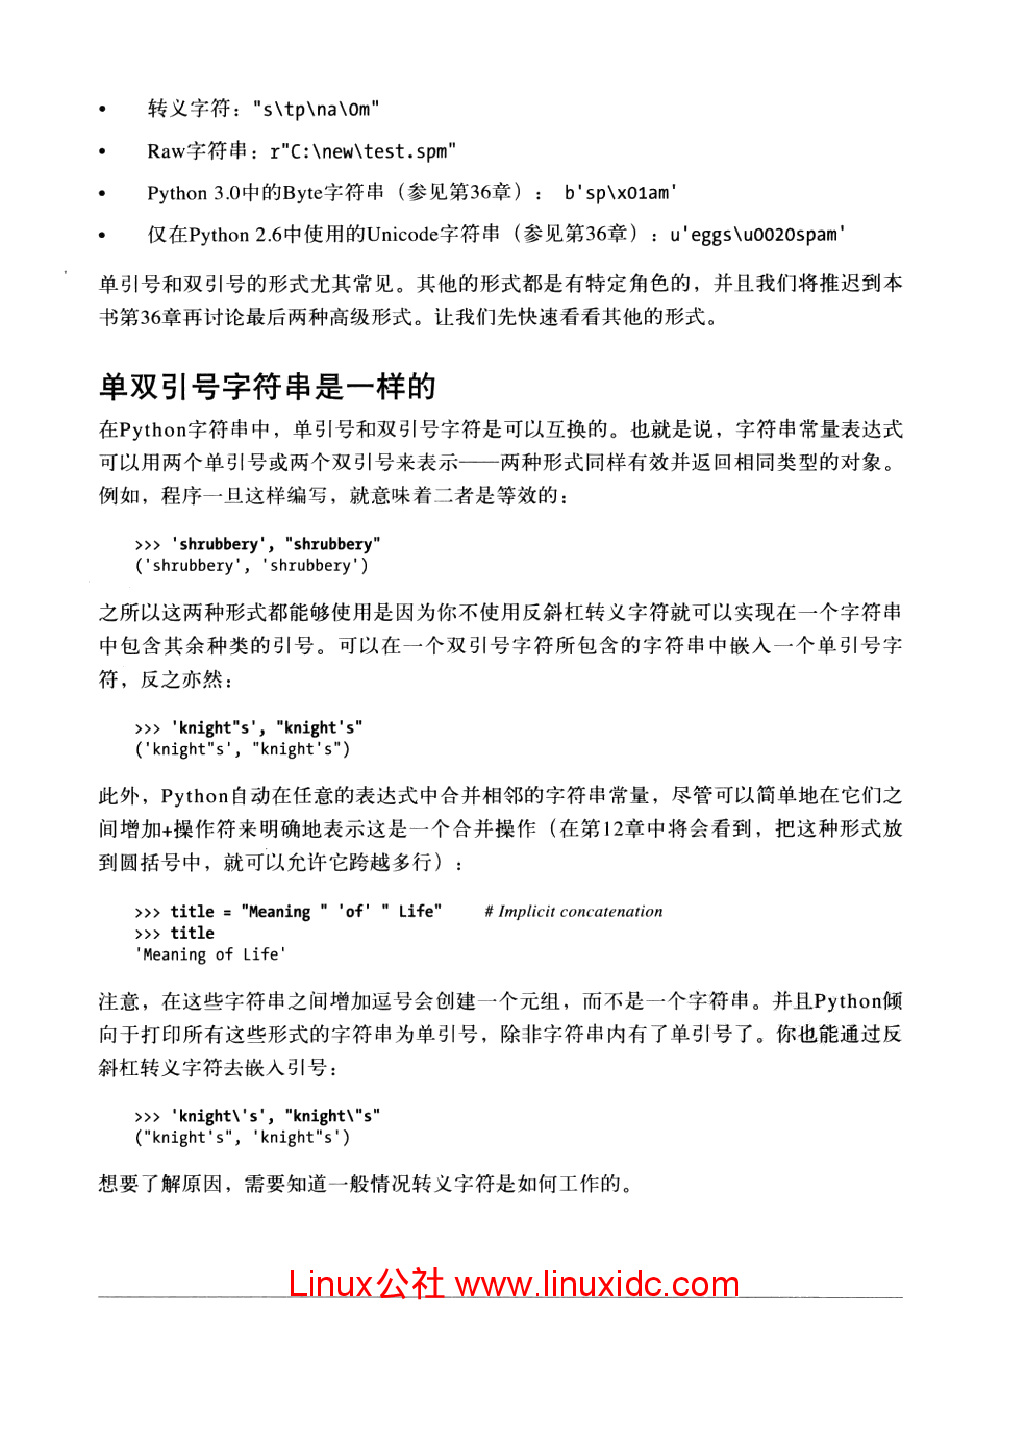 • 转义字符："s\tp\na\0m"
• Raw字符串：r"C:\new\test.spm"
• Python 3.0中的Byte字符串（参见第36章）： b'sp\x01am'
• 仅在Python 2.6中使用的Unicode字符串（参见第36章）：u'eggs\u0020spam'
单引号和双引号的形式尤其常见。其他的形式都是有特定角色的，并且我们将推迟到本
书第36章再讨论最后两种高级形式。让我们先快速看看其他的形式。
单双引号字符串是一样的
在Python字符串中，单引号和双引号字符是可以互换的。也就是说，字符串常量表达式
可以用两个单引号或两个双引号来表示——两种形式同样有效并返回相同类型的对象。
例如，程序一旦这样编写，就意味着二者是等效的：
>>> 'shrubbery', "shrubbery"
('shrubbery', 'shrubbery')
之所以这两种形式都能够使用是因为你不使用反斜杠转义字符就可以实现在一个字符串
中包含其余种类的引号。可以在一个双引号字符所包含的字符串中嵌入一个单引号字
符，反之亦然：
>>> 'knight"s', "knight's"
('knight"s', "knight's")
此外，Python自动在任意的表达式中合并相邻的字符串常量，尽管可以简单地在它们之
间增加+操作符来明确地表示这是一个合并操作（在第12章中将会看到，把这种形式放
到圆括号中，就可以允许它跨越多行）：
>>> title = "Meaning " 'of' " Life" # Implicit concatenation
>>> title
'Meaning of Life'
注意，在这些字符串之间增加逗号会创建一个元组，而不是一个字符串。并且Python倾
向于打印所有这些形式的字符串为单引号，除非字符串内有了单引号了。你也能通过反
斜杠转义字符去嵌入引号：
>>> 'knight\'s', "knight\"s"
("knight's", 'knight"s')
想要了解原因，需要知道一般情况转义字符是如何工作的。
Linux公社 www.linuxidc.com